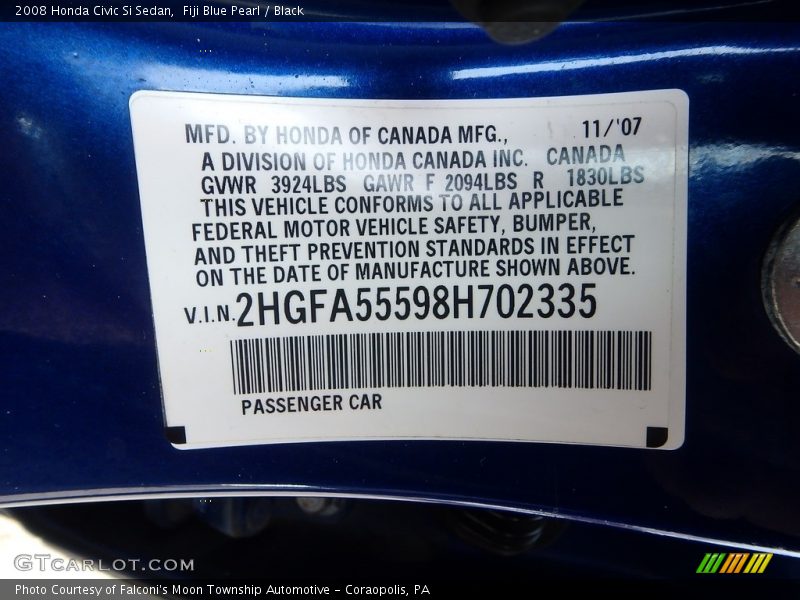 2008 Honda Civic Si Sedan,  Fiji Blue Pearl / Black
MFD. BY HONDA OF CANADA MFG., 11/'07
A DIVISION OF HONDA CANADA INC. CANADA
GVWR 3924LBS GAWR F 2094LBS R 1830LBS
THIS VEHICLE CONFORMS TO ALL APPLICABLE
FEDERAL MOTOR VEHICLE SAFETY, BUMPER,
AND THEFT PREVENTION STANDARDS IN EFFECT
ON THE DATE OF MANUFACTURE SHOWN ABOVE.
V.I.N. 2HGFA55598H702335
PASSENGER CAR
GTCARLOT.COM
Photo Courtesy of Falconi's Moon Township Automotive – Coraopolis, PA